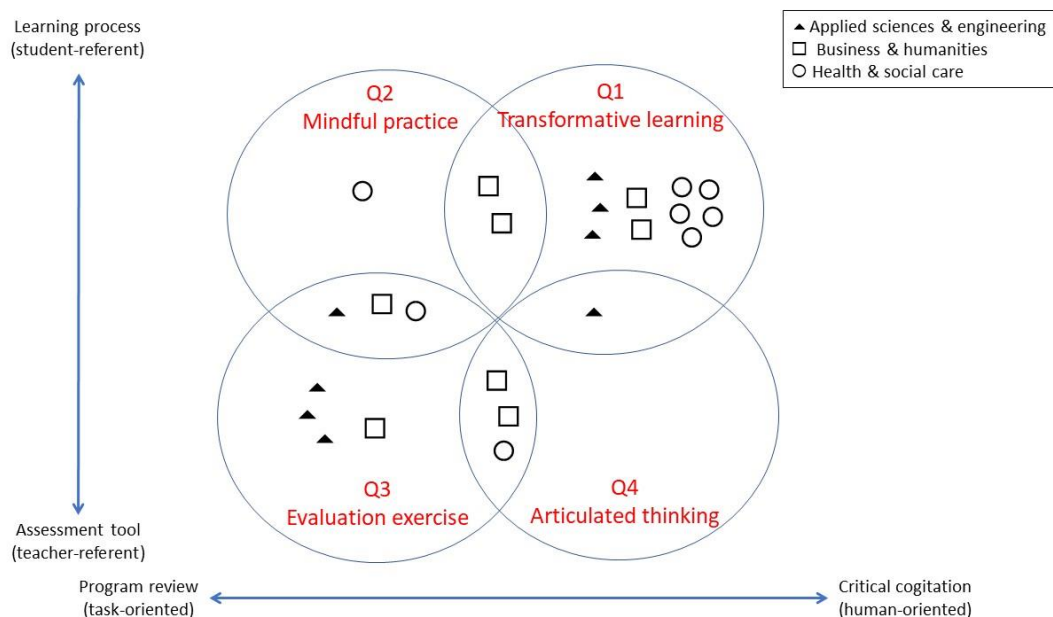 Learning process
(student-referent)
Applied sciences & engineering
Business & humanities
Health & social care
Q2
Mindful practice
Q1
Transformative learning
Q3
Evaluation exercise
Q4
Articulated thinking
Assessment tool
(teacher-referent)
Program review
(task-oriented)
Critical cogitation
(human-oriented)